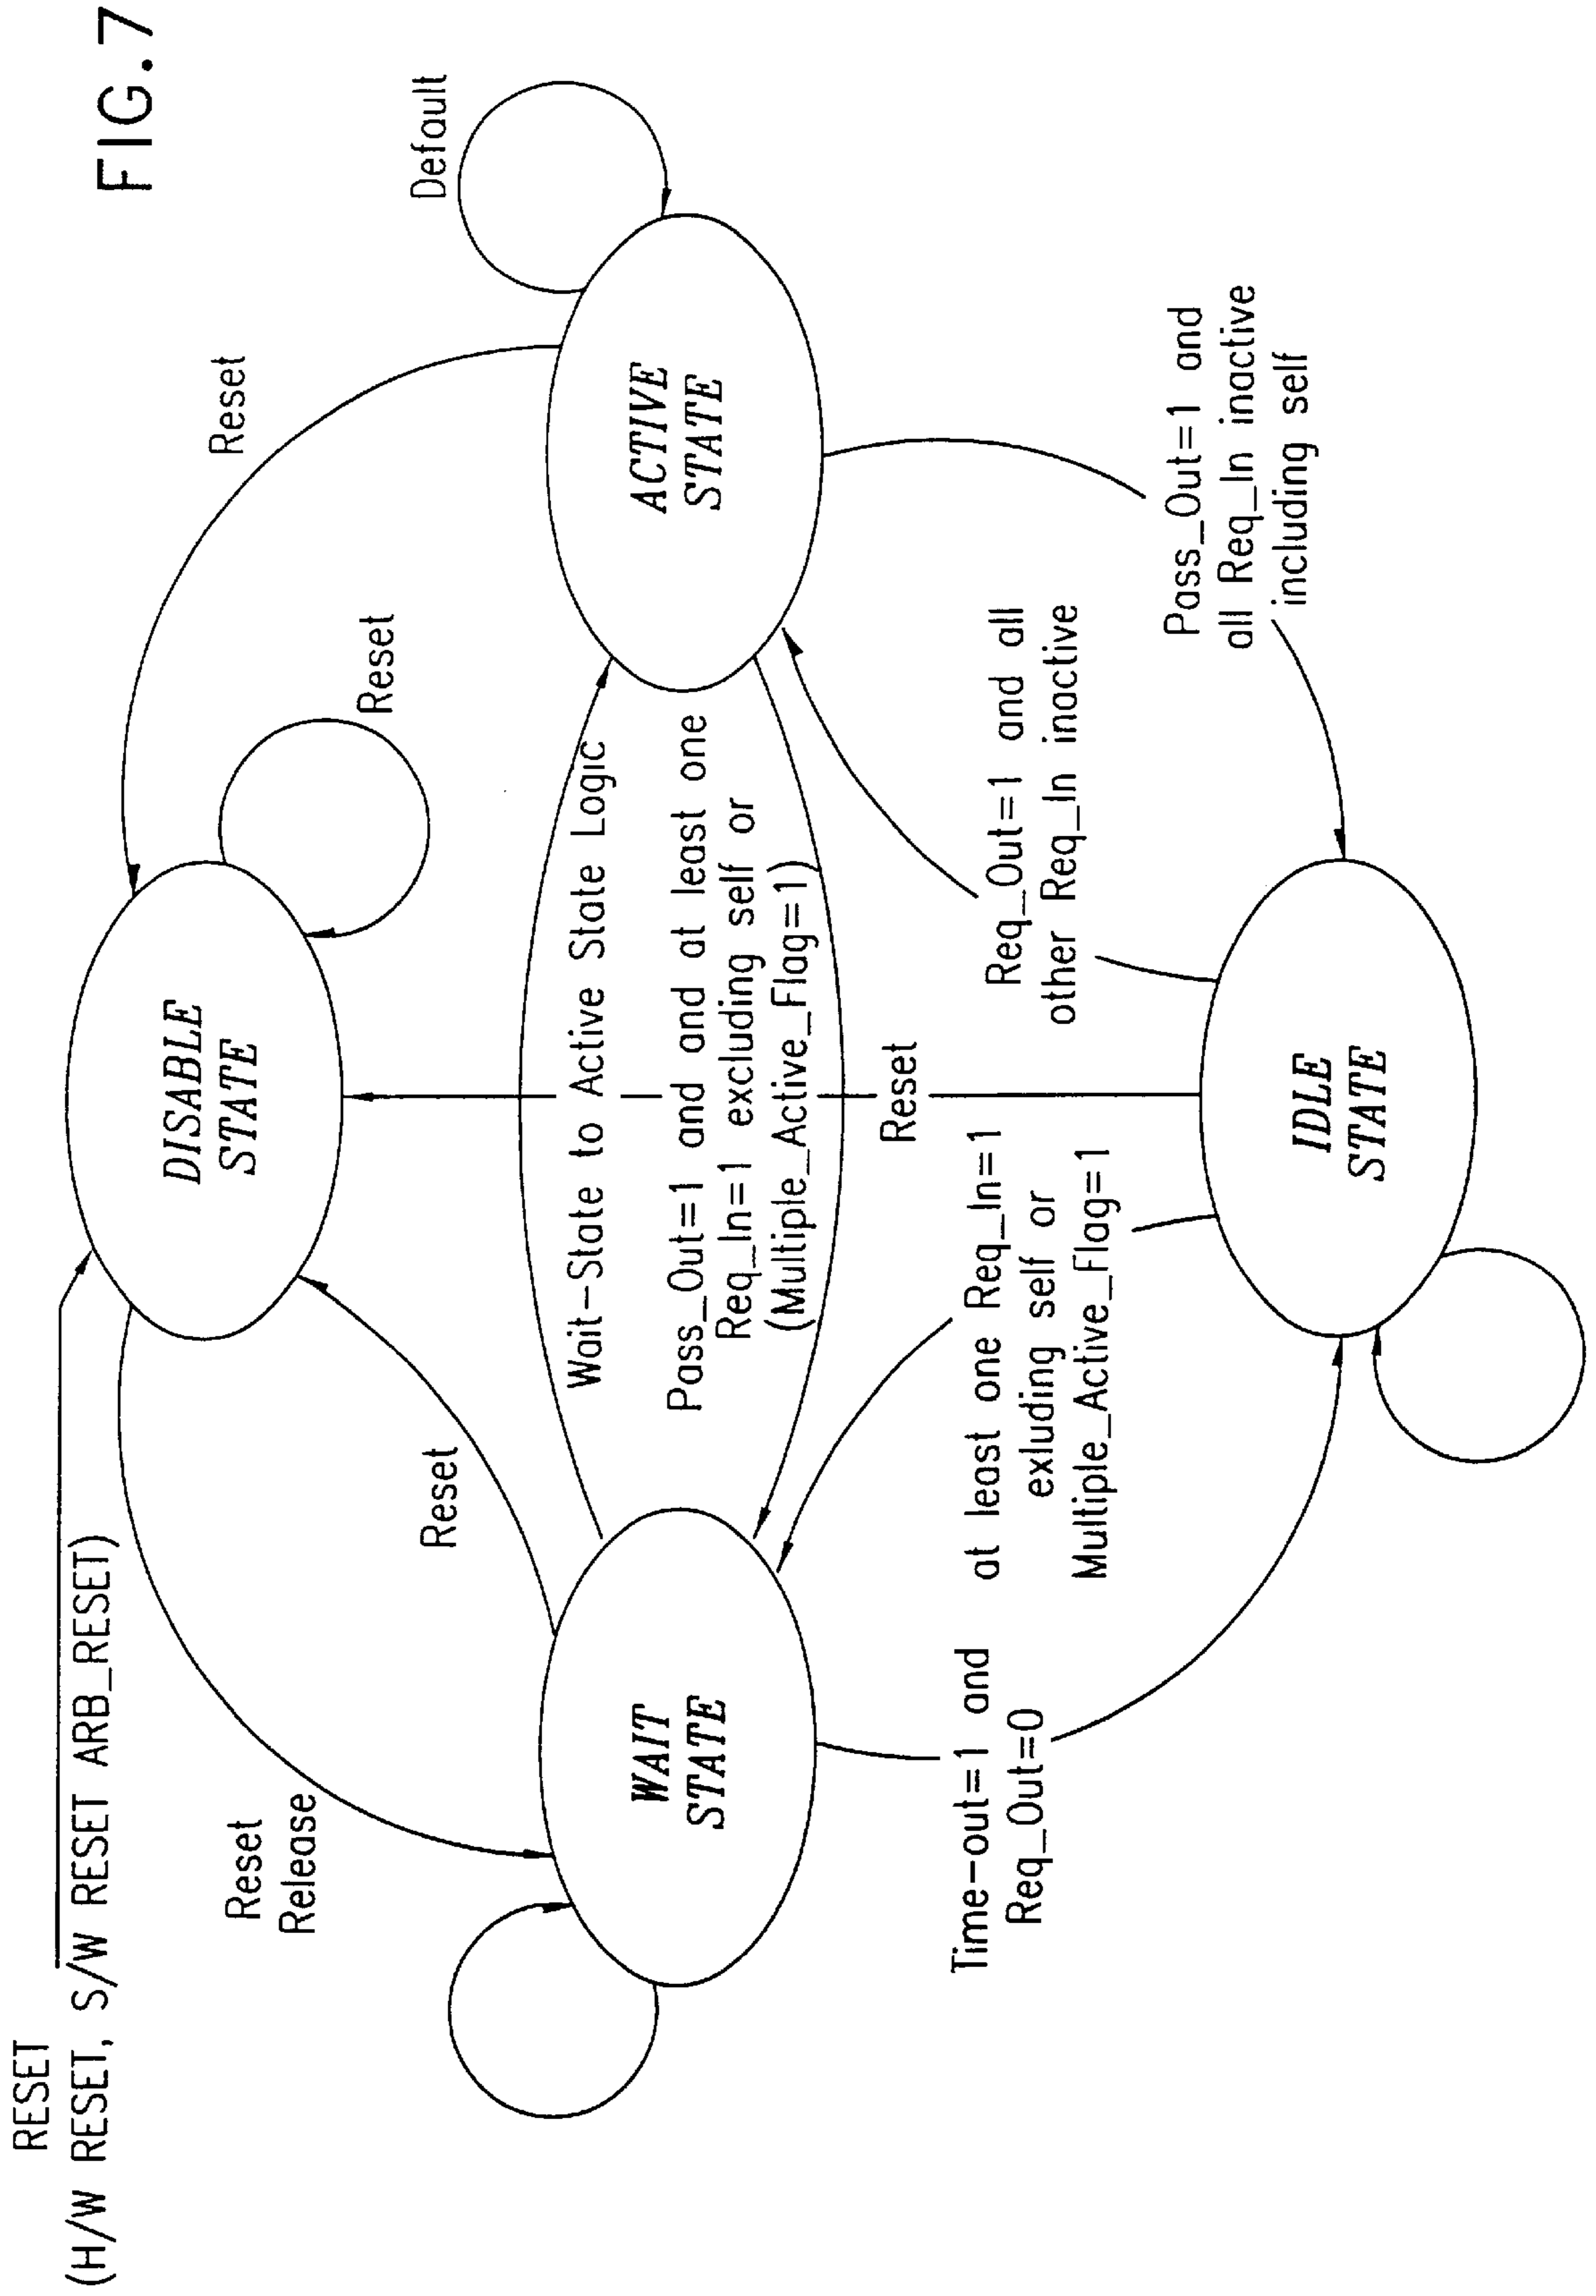 FIG.7
RESET
(H/W RESET, S/W RESET ARB_RESET)
DISABLE
STATE
Reset
Reset
Reset
Release
Reset
Default
WAIT
STATE
Wait-State to Active State Logic
Pass_Out=1 and and at least one
Req_In=1 excluding self or
(Multiple_Active_Flag=1)
ACTIVE
STATE
Reset
Time-out=1 and
Req_Out=0
at least one Req_In=1
exluding self or
Multiple_Active_Flag=1
Req_Out=1 and all
other Req_In inactive
Pass_Out=1 and
all Req_In inactive
including self
IDLE
STATE